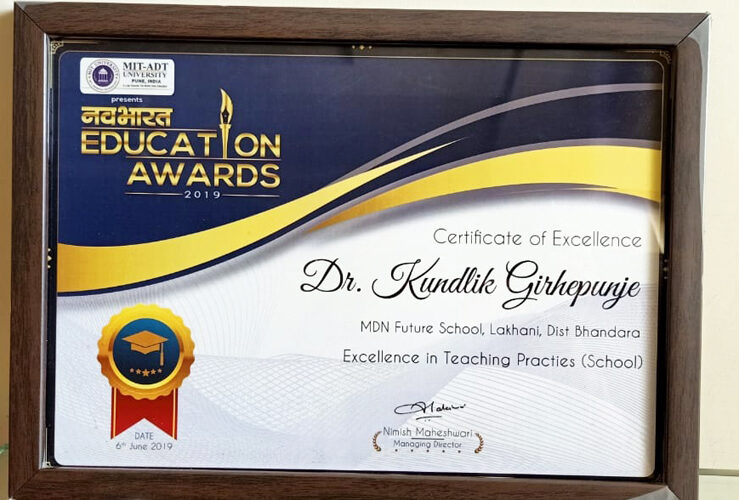 MIT-ADT
UNIVERSITY
PUNE, INDIA
presents
नवभारत
EDUCATION
AWARDS
2019
Certificate of Excellence
Dr. Kundlik Girhepunje
MDN Future School, Lakhani, Dist Bhandara
Excellence in Teaching Practies (School)
Nimish Maheshwari
Managing Director
DATE
6th June 2019